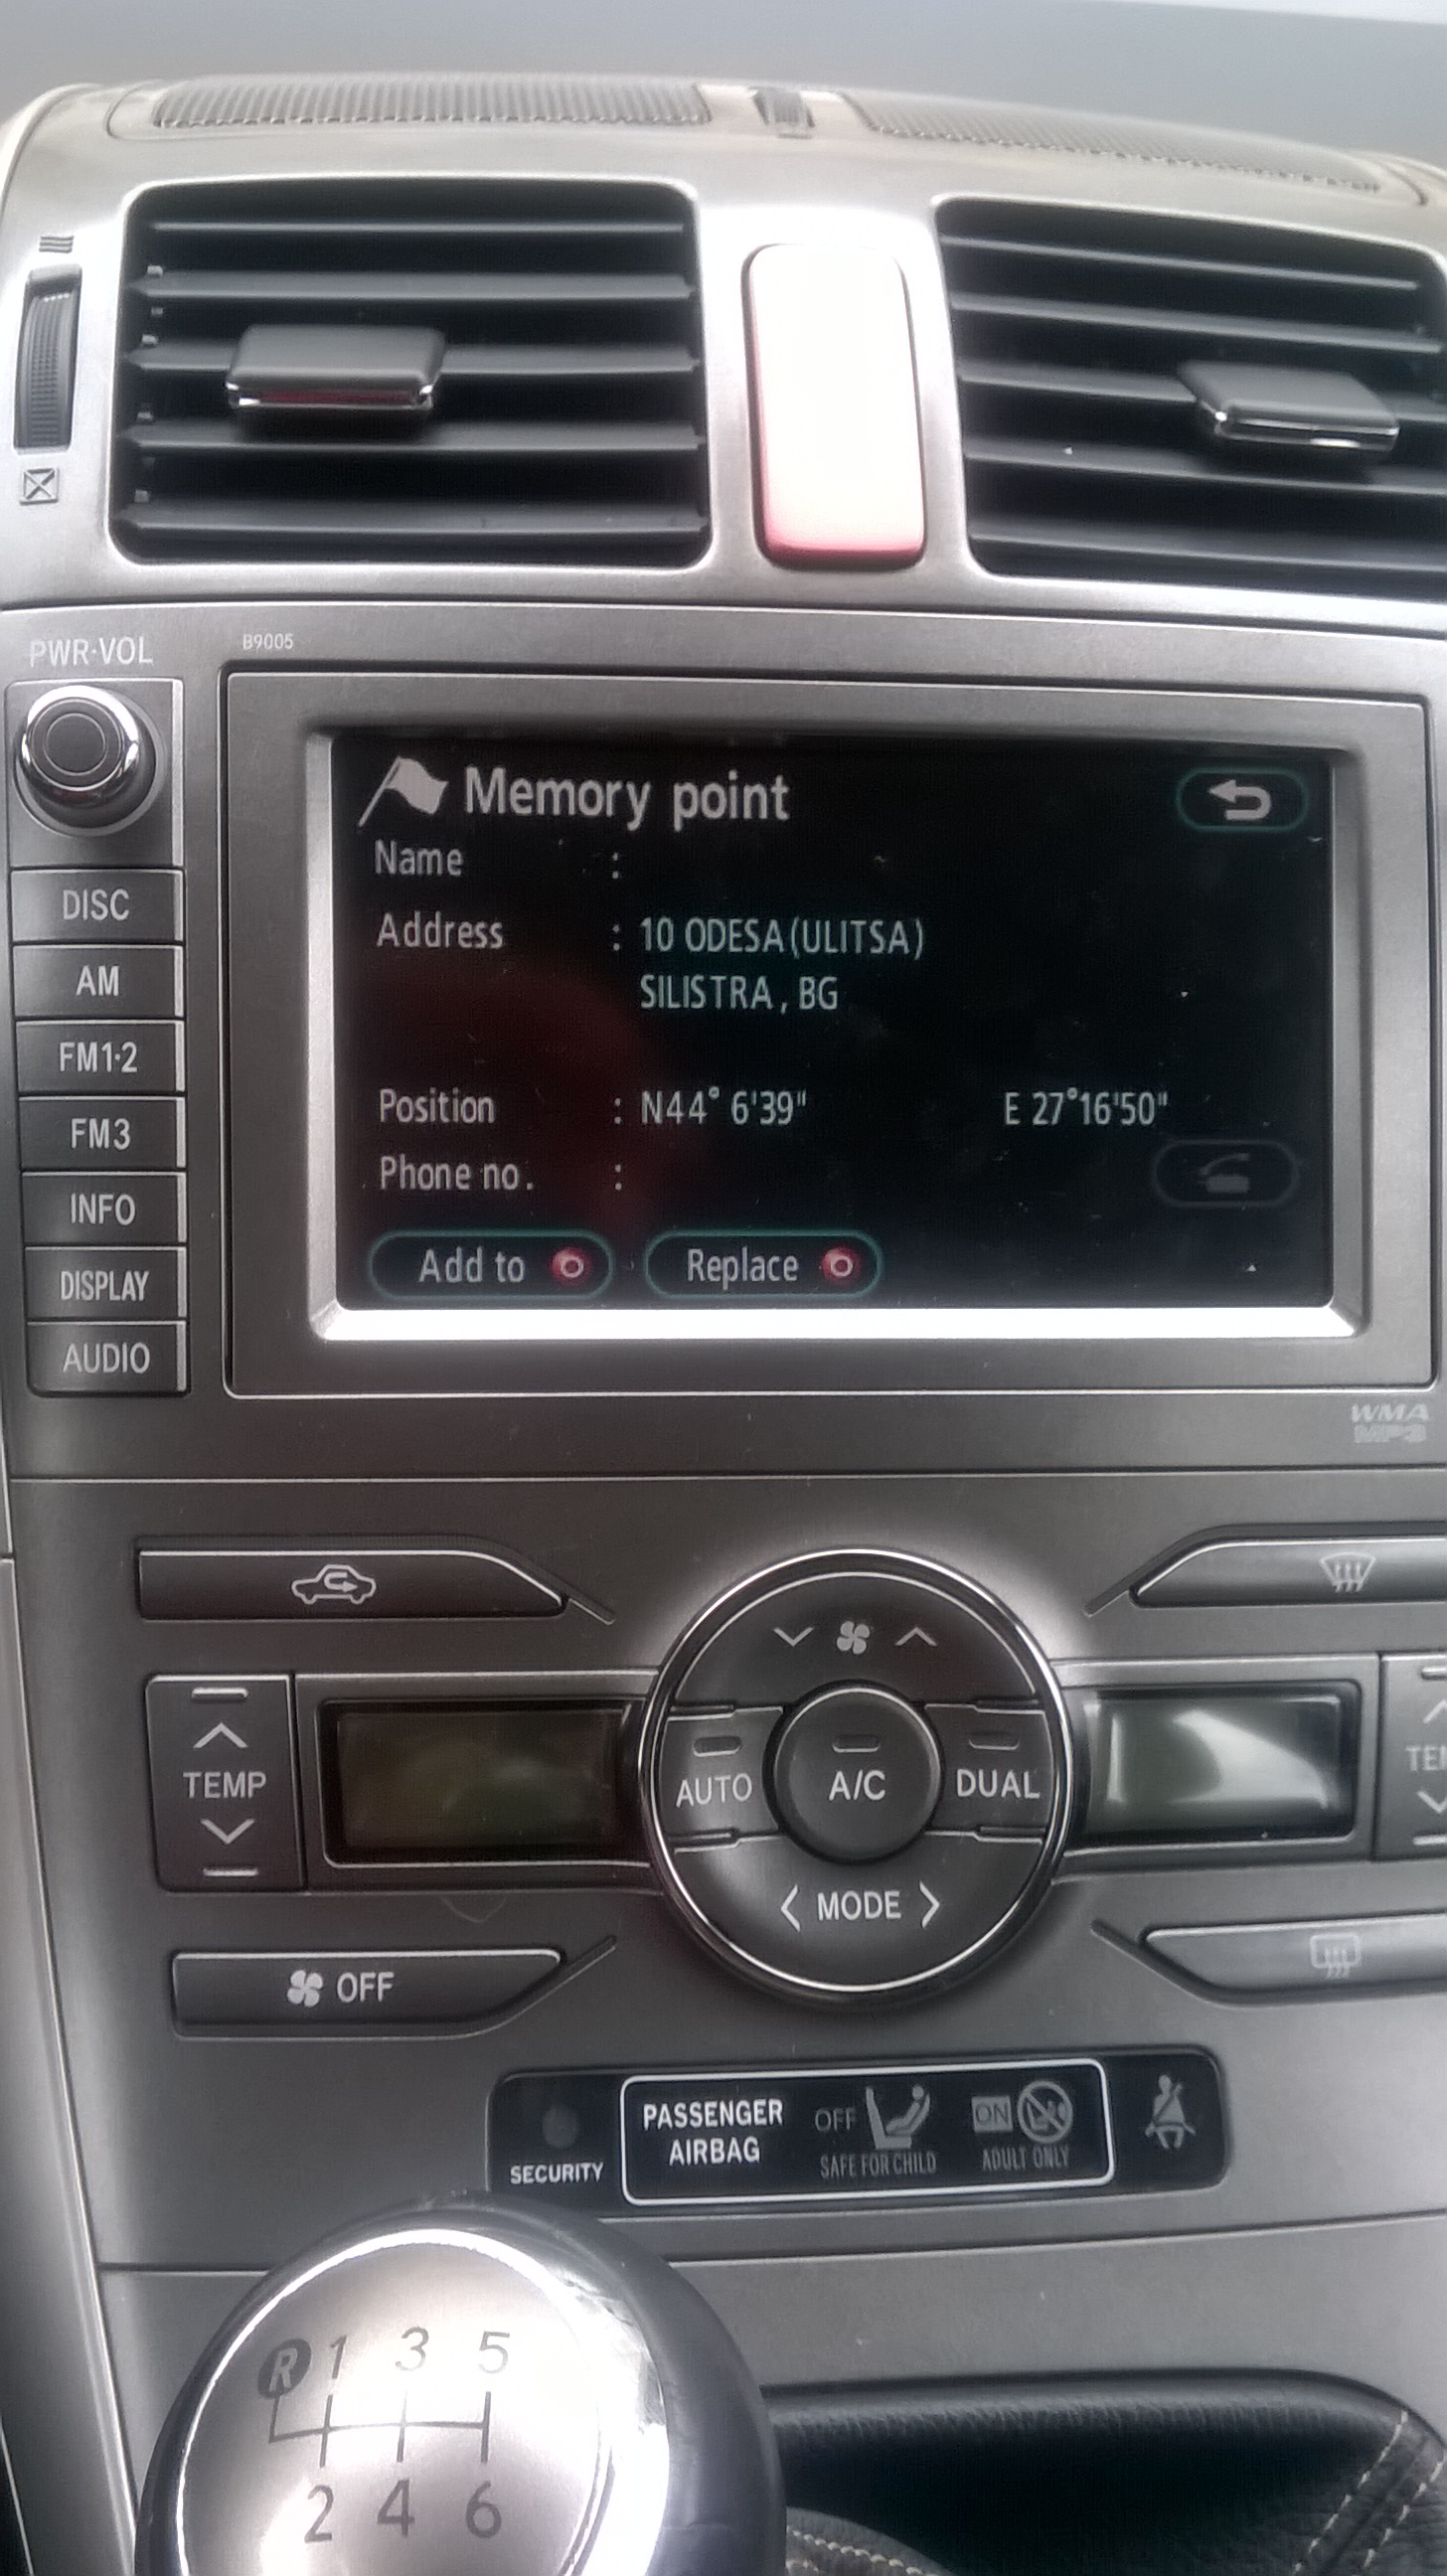 PWR·VOL
B9005
DISC
AM
FM1·2
FM3
INFO
DISPLAY
AUDIO
Memory point
Name :
Address : 10 ODESA(ULITSA)
SILISTRA, BG
Position : N44° 6'39" E 27°16'50"
Phone no. :
Add to Replace
WMA
MP3
TEMP
AUTO A/C DUAL
MODE
OFF
SECURITY
PASSENGER
AIRBAG
OFF
SAFE FOR CHILD
ON
ADULT ONLY
R 1 3 5
2 4 6